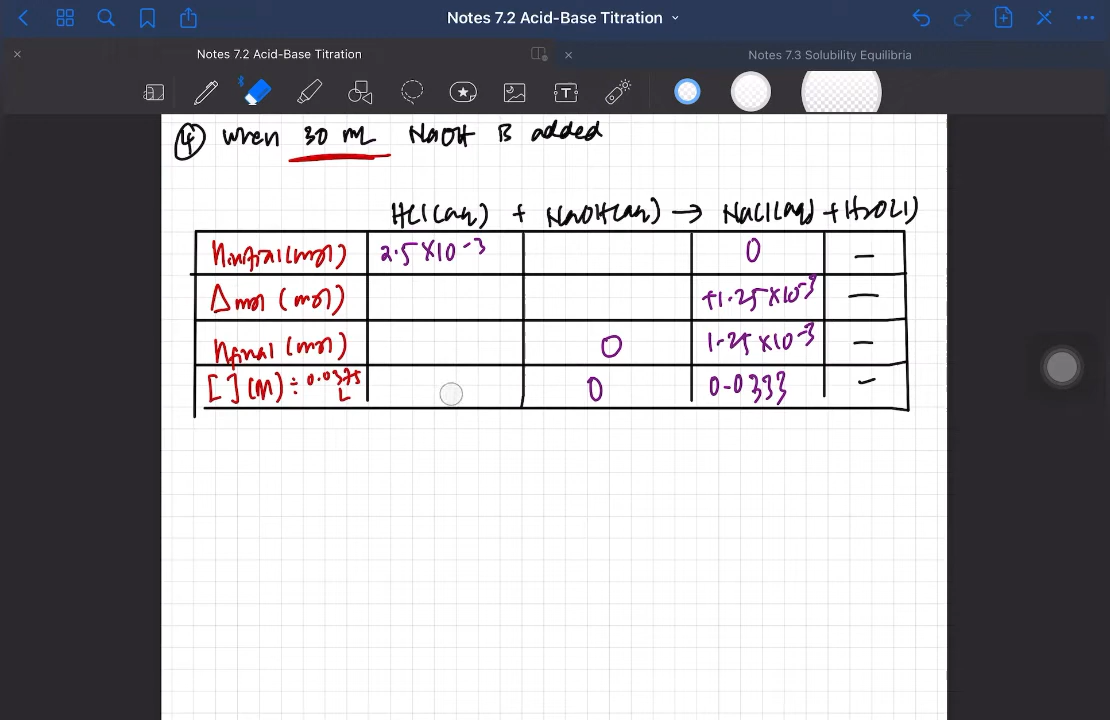 Notes 7.2 Acid-Base Titration
Notes 7.2 Acid-Base Titration
Notes 7.3 Solubility Equilibria
④ when 30 mL NaOH is added
HCl(aq) + NaOH(aq) → NaCl(aq) + H2O(l)
ninitial(mol) 2.5×10-3 0 –
Δmol (mol) +1.25×10-3 –
nfinal (mol) 0 1.25×10-3 –
[ ](M) ÷ 0.0375 L 0 0.0333 –